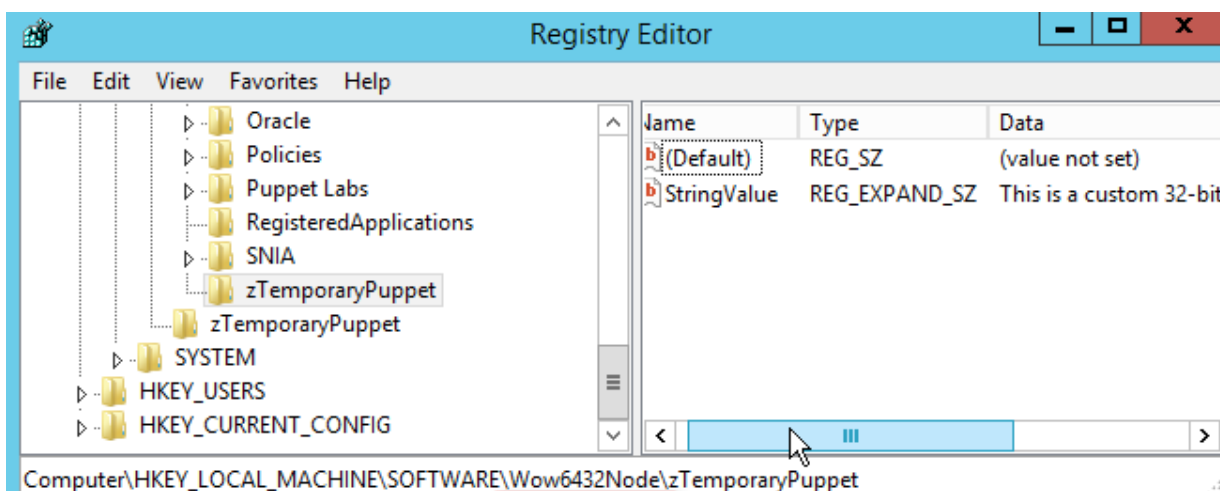 Registry Editor
File Edit View Favorites Help
Oracle
Policies
Puppet Labs
RegisteredApplications
SNIA
zTemporaryPuppet
zTemporaryPuppet
SYSTEM
HKEY_USERS
HKEY_CURRENT_CONFIG
Name Type Data
(Default) REG_SZ (value not set)
StringValue REG_EXPAND_SZ This is a custom 32-bit
Computer\HKEY_LOCAL_MACHINE\SOFTWARE\Wow6432Node\zTemporaryPuppet